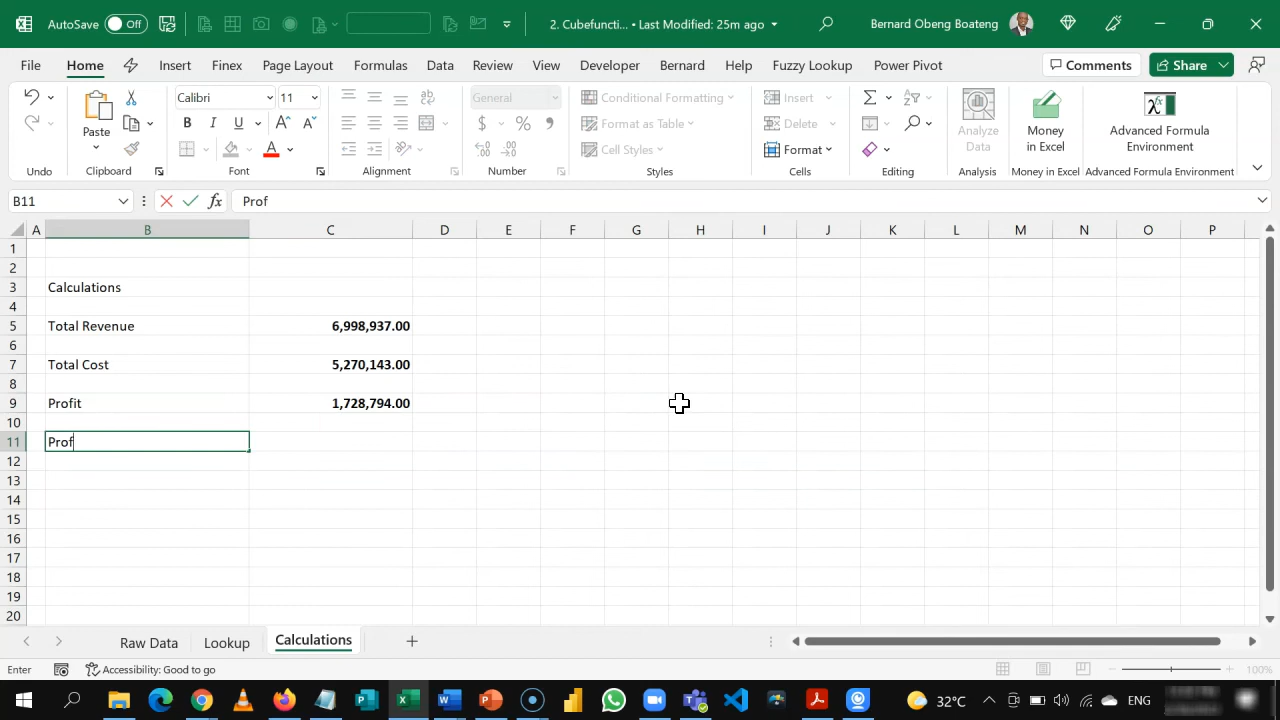 AutoSave Off 2. Cubefuncti... • Last Modified: 25m ago Bernard Obeng Boateng
File Home Insert Finex Page Layout Formulas Data Review View Developer Bernard Help Fuzzy Lookup Power Pivot Comments Share
Calibri 11 General Conditional Formatting Insert
Paste B I U A Format as Table Delete Analyze Data Money in Excel Advanced Formula Environment
Cell Styles Format
Undo Clipboard Font Alignment Number Styles Cells Editing Analysis Money in Excel Advanced Formula Environment
B11 fx Prof
A B C D E F G H I J K L M N O P
1
2
3 Calculations
4
5 Total Revenue 6,998,937.00
6
7 Total Cost 5,270,143.00
8
9 Profit 1,728,794.00
10
11 Prof
12
13
14
15
16
17
18
19
20
Raw Data Lookup Calculations
Enter Accessibility: Good to go 100%
32°C ENG